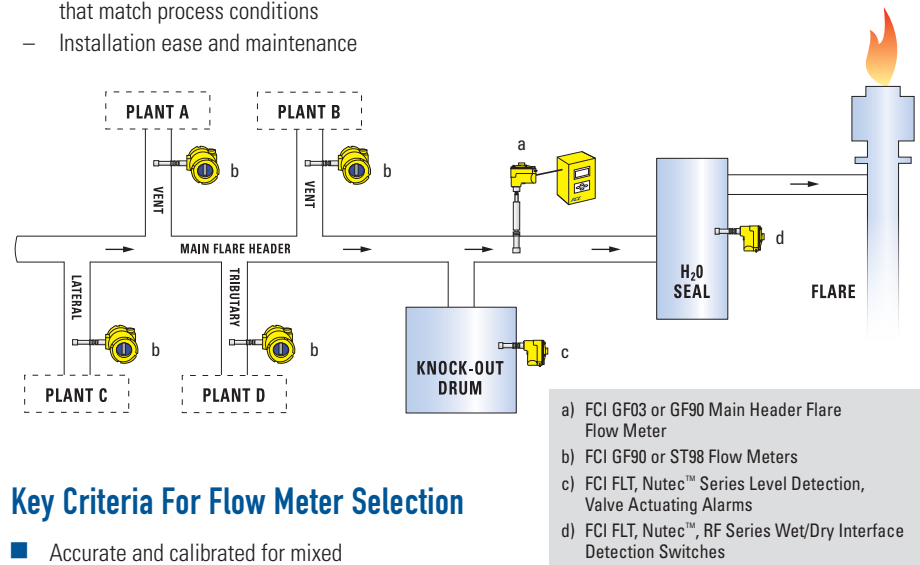 that match process conditions
– Installation ease and maintenance
PLANT A
PLANT B
a
b
b
VENT
VENT
MAIN FLARE HEADER
d
LATERAL
TRIBUTARY
H₂0
SEAL
FLARE
b
b
c
KNOCK-OUT
DRUM
PLANT C
PLANT D
a) FCI GF03 or GF90 Main Header Flare
Flow Meter
b) FCI GF90 or ST98 Flow Meters
c) FCI FLT, Nutec™ Series Level Detection,
Valve Actuating Alarms
d) FCI FLT, Nutec™, RF Series Wet/Dry Interface
Detection Switches
Key Criteria For Flow Meter Selection
■ Accurate and calibrated for mixed